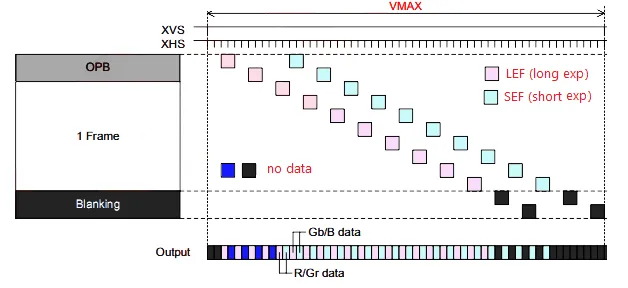 VMAX
XVS
XHS
OPB
LEF (long exp)
SEF (short exp)
1 Frame
no data
Blanking
Gb/B data
Output
R/Gr data